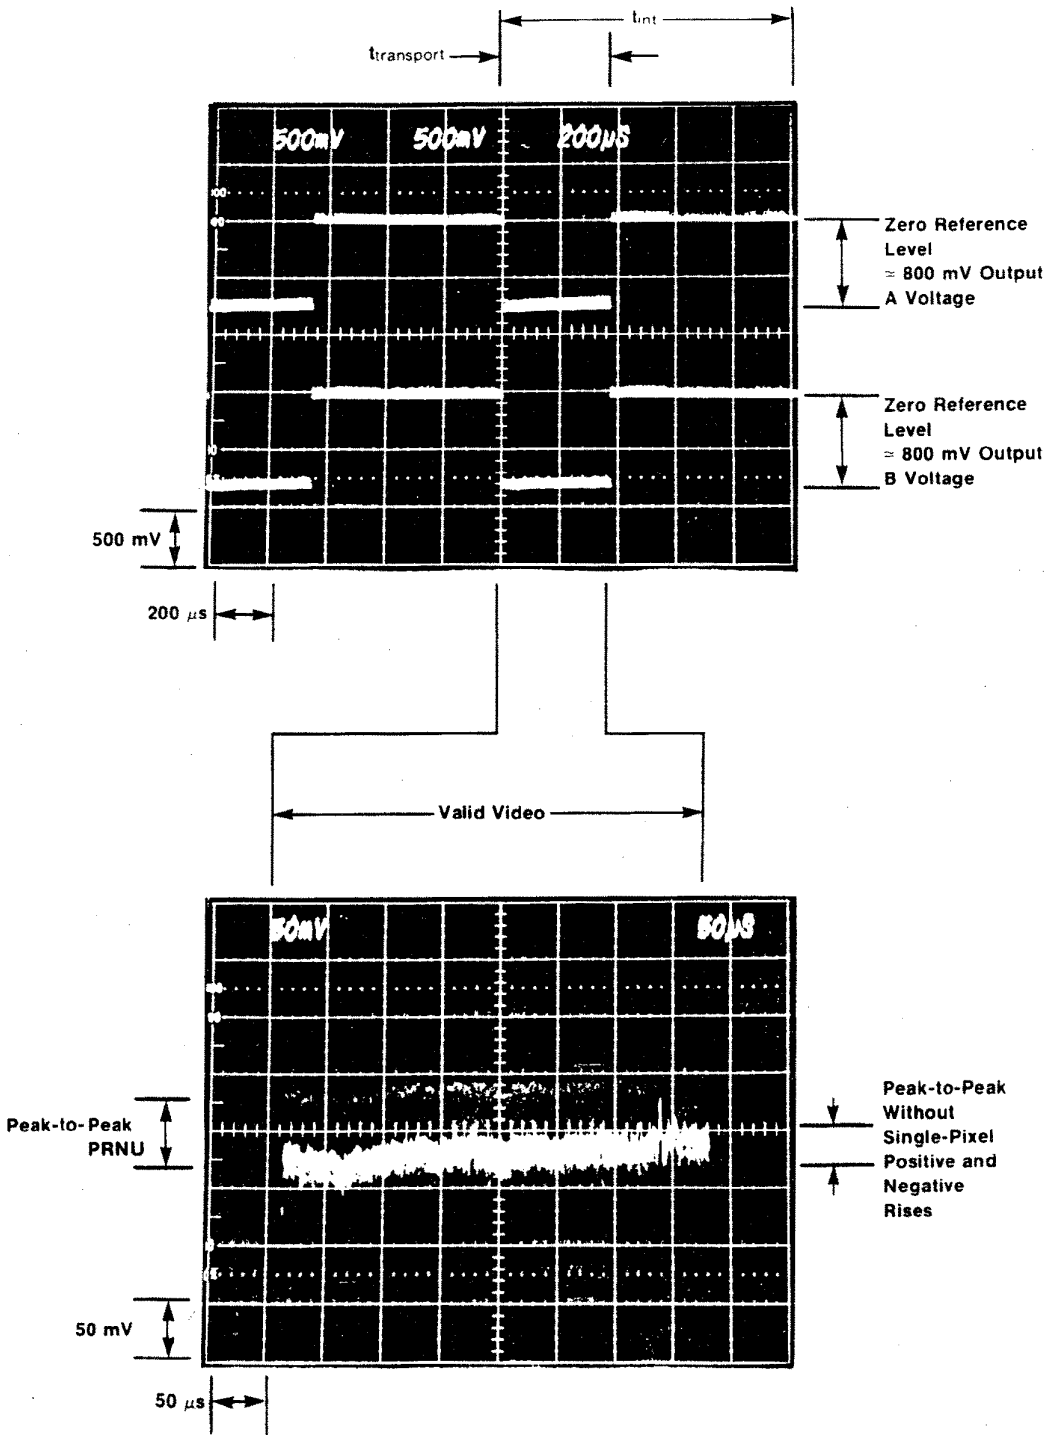 tint
ttransport
500mV 500mV 200µS
Zero Reference
Level
≃ 800 mV Output
A Voltage
Zero Reference
Level
≃ 800 mV Output
B Voltage
500 mV
200 µs
Valid Video
50mV 50µS
Peak-to-Peak
PRNU
Peak-to-Peak
Without
Single-Pixel
Positive and
Negative
Rises
50 mV
50 µs